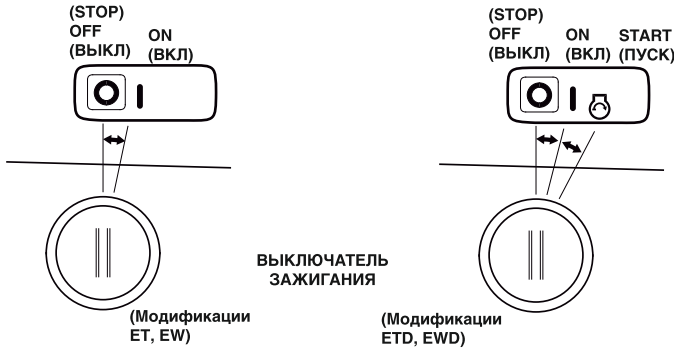 (STOP)
OFF
(ВЫКЛ)
ON
(ВКЛ)
(STOP)
OFF
(ВЫКЛ)
ON
(ВКЛ)
START
(ПУСК)
ВЫКЛЮЧАТЕЛЬ
ЗАЖИГАНИЯ
(Модификации
ET, EW)
(Модификации
ETD, EWD)